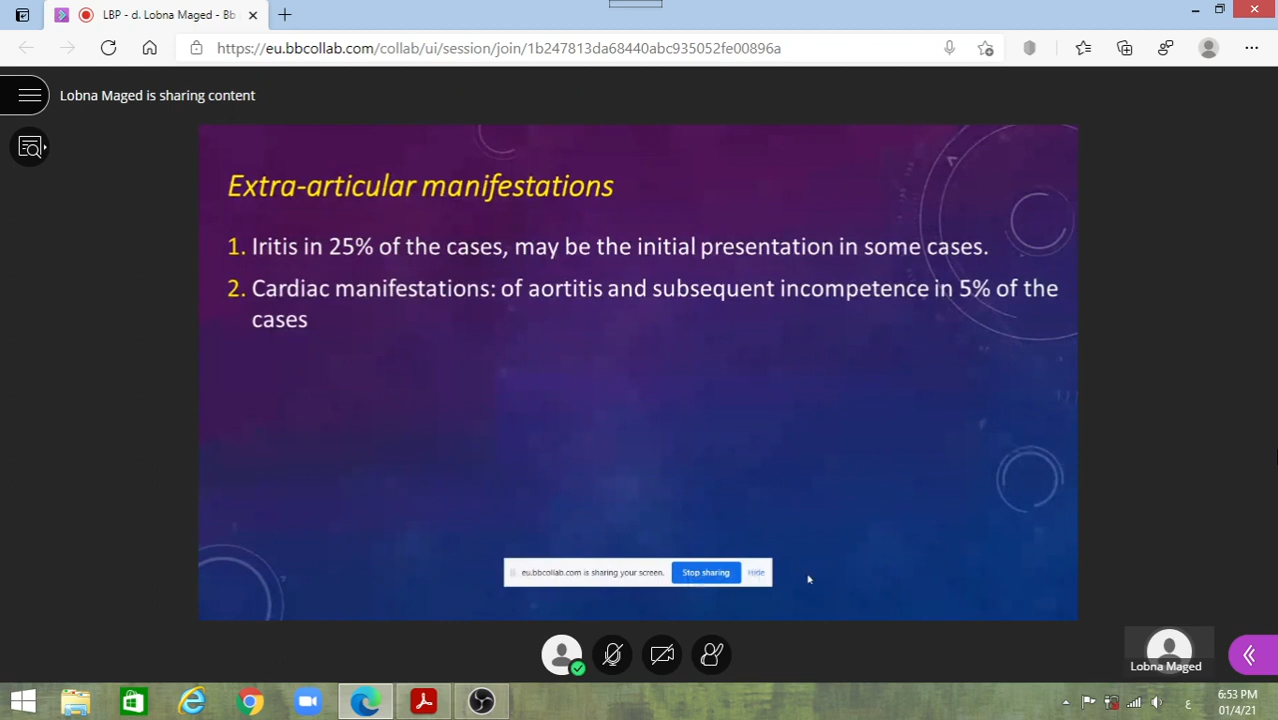 LBP - d. Lobna Maged - Bb
https://eu.bbcollab.com/collab/ui/session/join/1b247813da68440abc935052fe00896a
Lobna Maged is sharing content
Extra-articular manifestations
1. Iritis in 25% of the cases, may be the initial presentation in some cases.
2. Cardiac manifestations: of aortitis and subsequent incompetence in 5% of the
cases
eu.bbcollab.com is sharing your screen. Stop sharing Hide
Lobna Maged
ع
6:53 PM
01/4/21